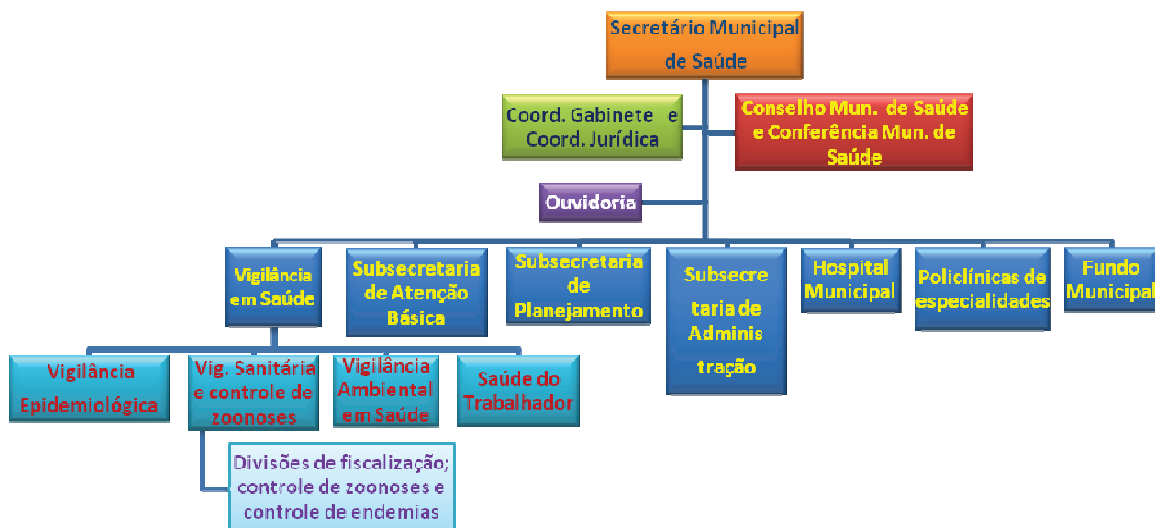 Secretário Municipal
de Saúde
Coord. Gabinete e
Coord. Jurídica
Conselho Mun. de Saúde
e Conferência Mun. de
Saúde
Ouvidoria
Vigilância
em Saúde
Subsecretaria
de Atenção
Básica
Subsecretaria
de
Planejamento
Subsecre
taria de
Adminis
tração
Hospital
Municipal
Policlínicas de
especialidades
Fundo
Municipal
Vigilância
Epidemiológica
Vig. Sanitária
e controle de
zoonoses
Vigilância
Ambiental
em Saúde
Saúde do
Trabalhador
Divisões de fiscalização;
controle de zoonoses e
controle de endemias